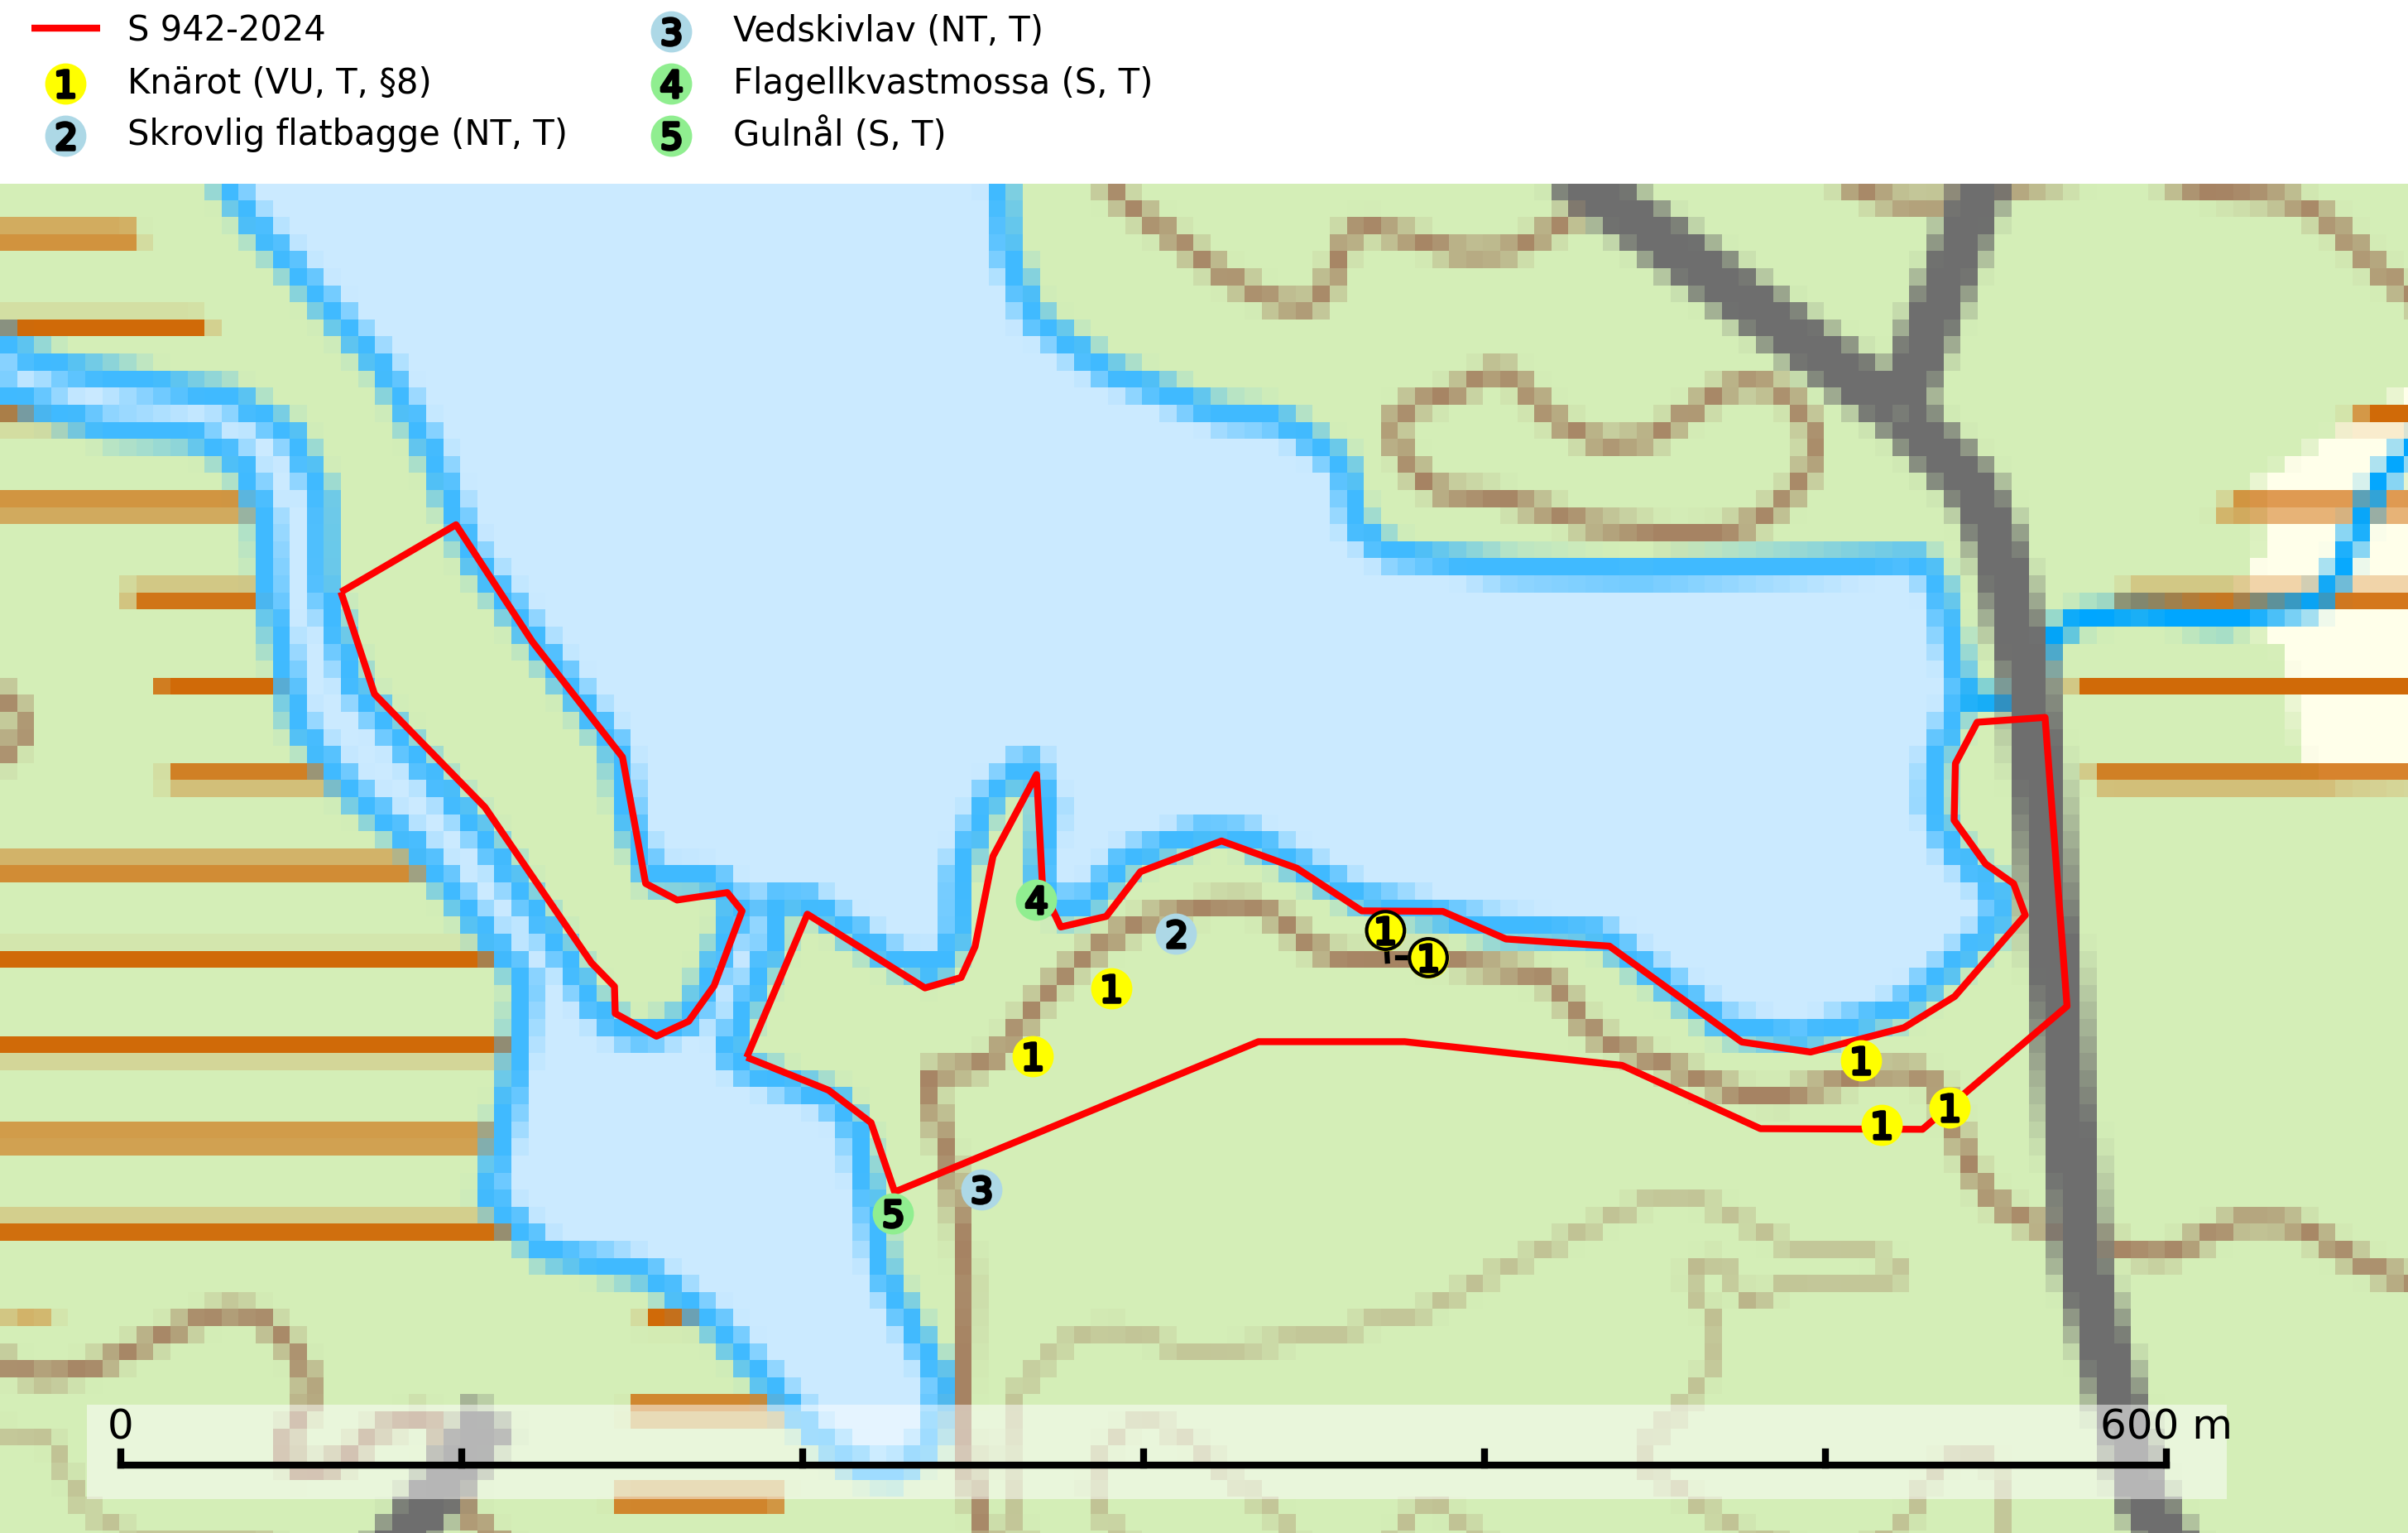 S 942-2024
1 Knärot (VU, T, §8)
2 Skrovlig flatbagge (NT, T)
3 Vedskivlav (NT, T)
4 Flagellkvastmossa (S, T)
5 Gulnål (S, T)
4
2
1
1
1
1
1
1
1
3
5
0
600 m